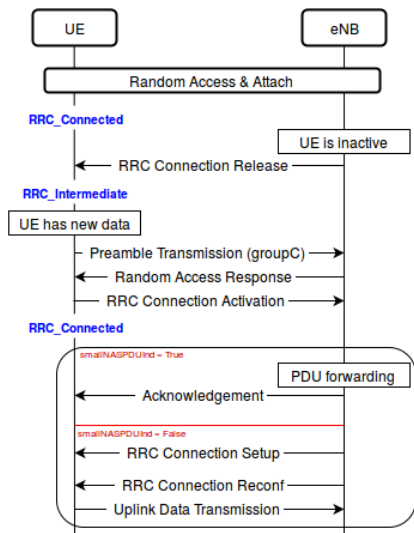 UE
eNB
Random Access & Attach
RRC_Connected
UE is inactive
RRC Connection Release
RRC_Intermediate
UE has new data
Preamble Transmission (groupC)
Random Access Response
RRC Connection Activation
RRC_Connected
smallNASPDUInd = True
PDU forwarding
Acknowledgement
smallNASPDUInd = False
RRC Connection Setup
RRC Connection Reconf
Uplink Data Transmission